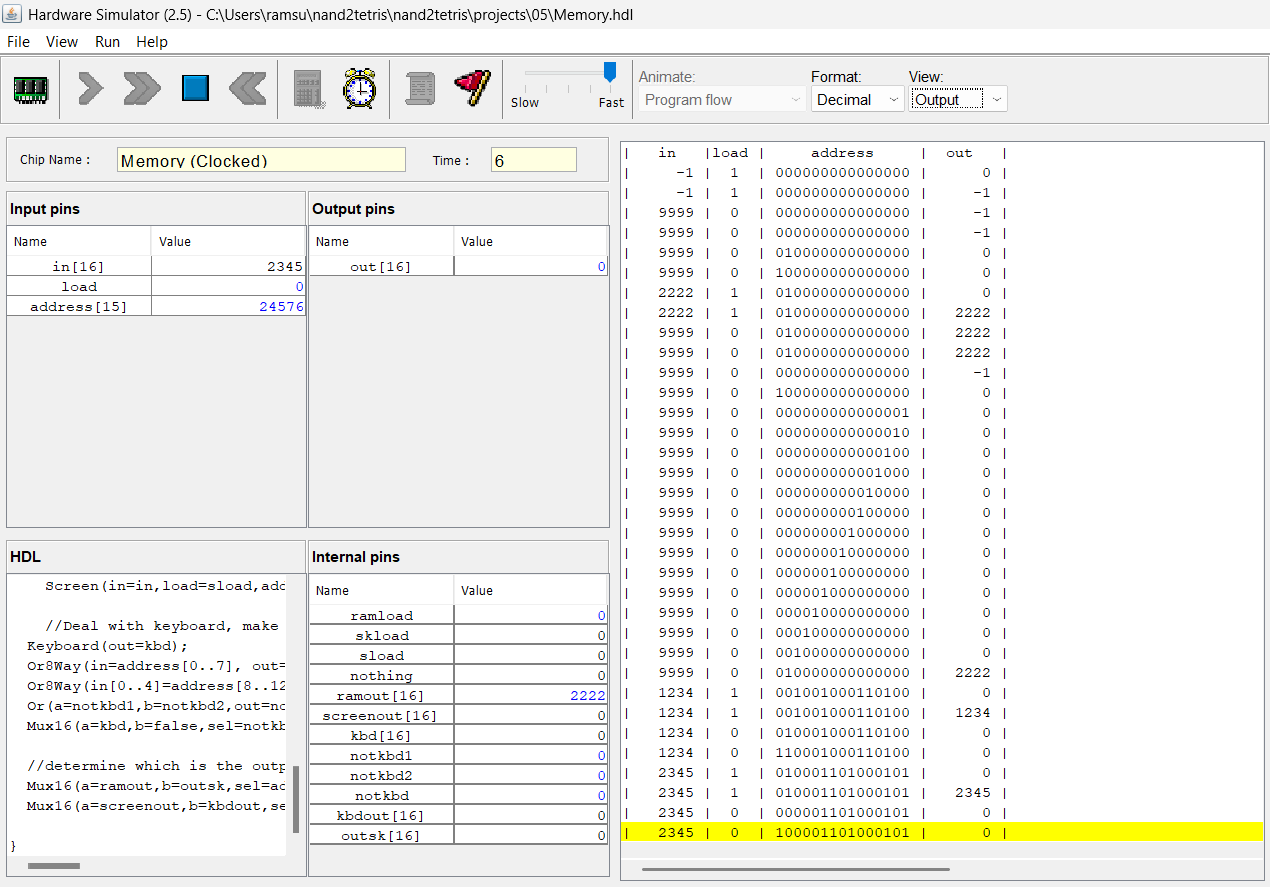 Hardware Simulator (2.5) - C:\Users\ramsu\nand2tetris\nand2tetris\projects\05\Memory.hdl
File View Run Help
Slow Fast
Animate: Format: View:
Program flow Decimal Output
Chip Name : Memory (Clocked) Time : 6
Input pins
Name Value
in[16] 2345
load 0
address[15] 24576
Output pins
Name Value
out[16] 0
HDL
Screen(in=in,load=sload,add
//Deal with keyboard, make
Keyboard(out=kbd);
Or8Way(in=address[0..7], out=
Or8Way(in[0..4]=address[8..12
Or(a=notkbd1,b=notkbd2,out=no
Mux16(a=kbd,b=false,sel=notkb
//determine which is the outp
Mux16(a=ramout,b=outsk,sel=ad
Mux16(a=screenout,b=kbdout,se
}
Internal pins
Name Value
ramload 0
skload 0
sload 0
nothing 0
ramout[16] 2222
screenout[16] 0
kbd[16] 0
notkbd1 0
notkbd2 0
notkbd 0
kbdout[16] 0
outsk[16] 0
| in |load | address | out |
| -1 | 1 | 000000000000000 | 0 |
| -1 | 1 | 000000000000000 | -1 |
| 9999 | 0 | 000000000000000 | -1 |
| 9999 | 0 | 000000000000000 | -1 |
| 9999 | 0 | 010000000000000 | 0 |
| 9999 | 0 | 100000000000000 | 0 |
| 2222 | 1 | 010000000000000 | 0 |
| 2222 | 1 | 010000000000000 | 2222 |
| 9999 | 0 | 010000000000000 | 2222 |
| 9999 | 0 | 010000000000000 | 2222 |
| 9999 | 0 | 000000000000000 | -1 |
| 9999 | 0 | 100000000000000 | 0 |
| 9999 | 0 | 000000000000001 | 0 |
| 9999 | 0 | 000000000000010 | 0 |
| 9999 | 0 | 000000000000100 | 0 |
| 9999 | 0 | 000000000001000 | 0 |
| 9999 | 0 | 000000000010000 | 0 |
| 9999 | 0 | 000000000100000 | 0 |
| 9999 | 0 | 000000001000000 | 0 |
| 9999 | 0 | 000000010000000 | 0 |
| 9999 | 0 | 000000100000000 | 0 |
| 9999 | 0 | 000001000000000 | 0 |
| 9999 | 0 | 000010000000000 | 0 |
| 9999 | 0 | 000100000000000 | 0 |
| 9999 | 0 | 001000000000000 | 0 |
| 9999 | 0 | 010000000000000 | 2222 |
| 1234 | 1 | 001001000110100 | 0 |
| 1234 | 1 | 001001000110100 | 1234 |
| 1234 | 0 | 010001000110100 | 0 |
| 1234 | 0 | 110001000110100 | 0 |
| 2345 | 1 | 010001101000101 | 0 |
| 2345 | 1 | 010001101000101 | 2345 |
| 2345 | 0 | 000001101000101 | 0 |
| 2345 | 0 | 100001101000101 | 0 |